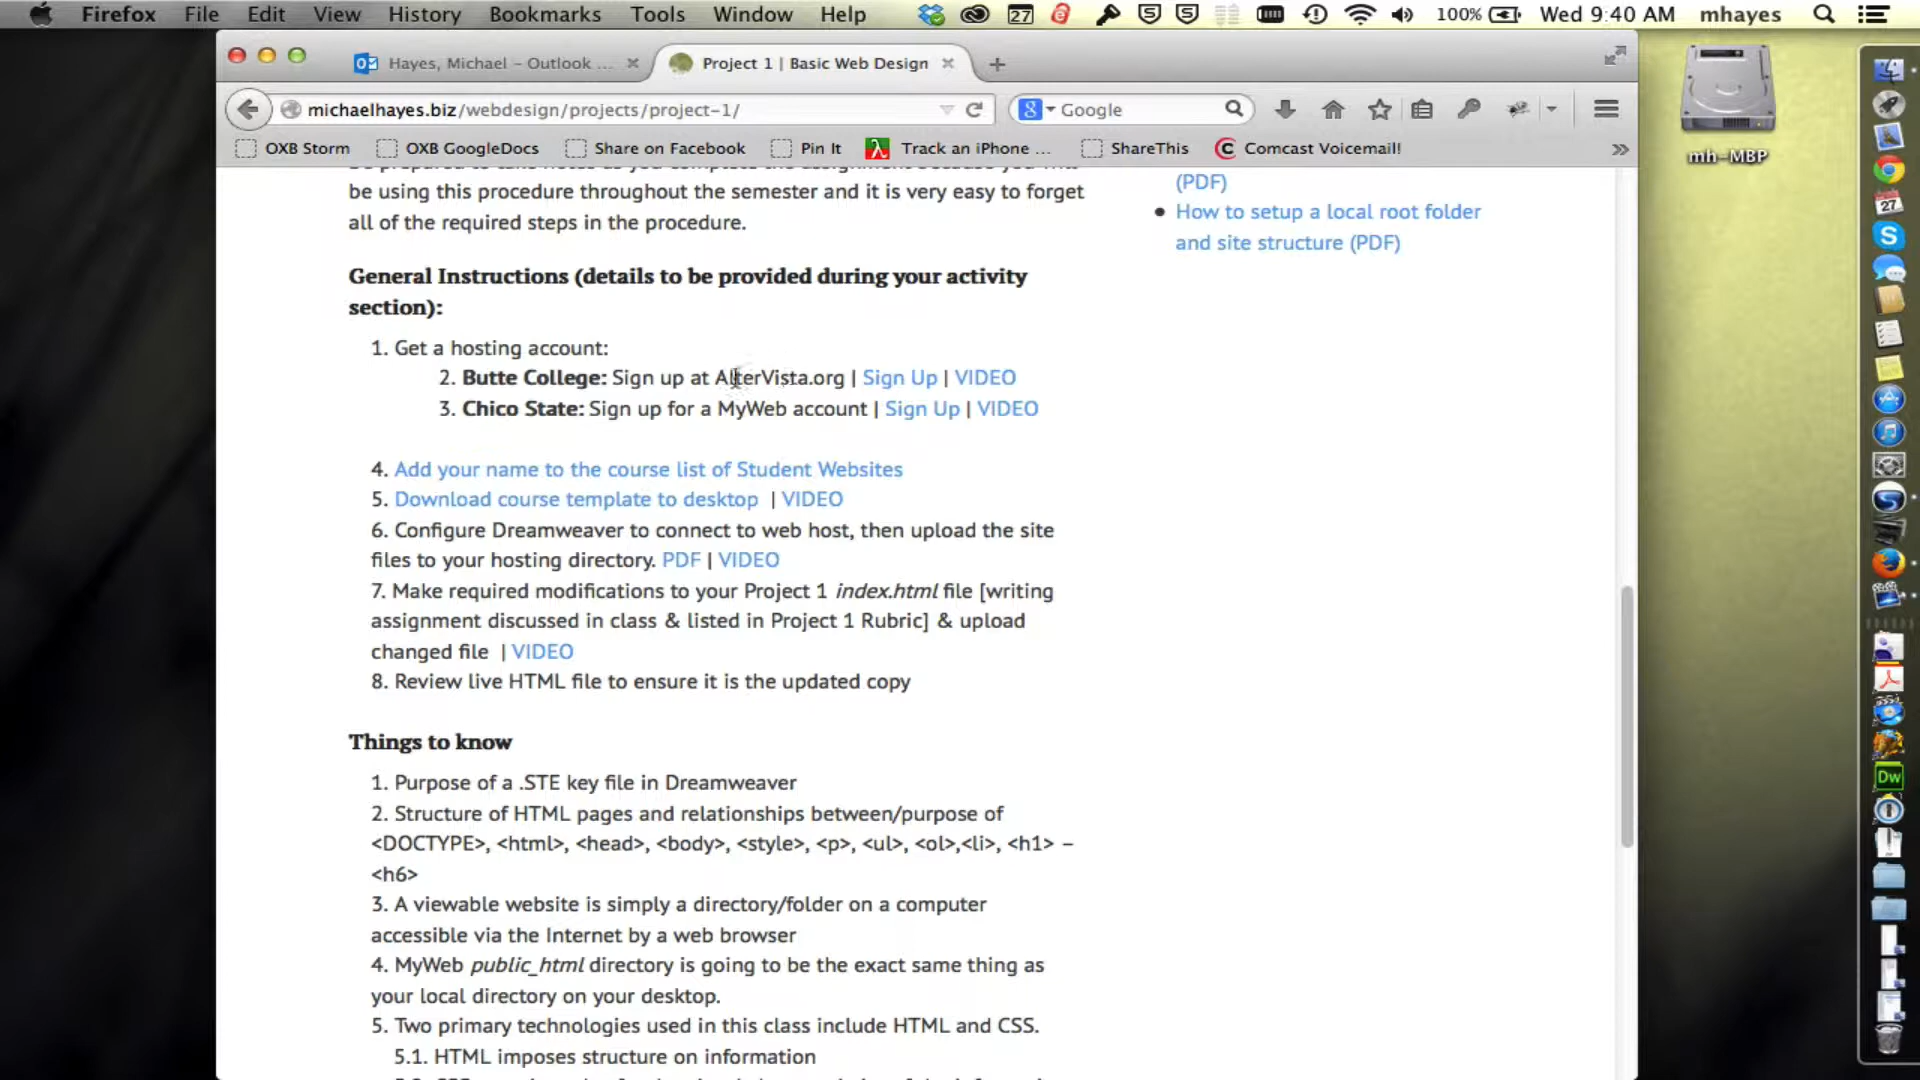 Firefox File Edit View History Bookmarks Tools Window Help 27 100% Wed 9:40 AM mhayes
Hayes, Michael – Outlook ... Project 1 | Basic Web Design
michaelhayes.biz/webdesign/projects/project-1/ Google
OXB Storm OXB GoogleDocs Share on Facebook Pin It Track an iPhone ... ShareThis Comcast Voicemail!
mh-MBP
be using this procedure throughout the semester and it is very easy to forget
all of the required steps in the procedure.
(PDF)
How to setup a local root folder
and site structure (PDF)
General Instructions (details to be provided during your activity
section):
1. Get a hosting account:
2. Butte College: Sign up at AlterVista.org | Sign Up | VIDEO
3. Chico State: Sign up for a MyWeb account | Sign Up | VIDEO
4. Add your name to the course list of Student Websites
5. Download course template to desktop | VIDEO
6. Configure Dreamweaver to connect to web host, then upload the site
files to your hosting directory. PDF | VIDEO
7. Make required modifications to your Project 1 index.html file [writing
assignment discussed in class & listed in Project 1 Rubric] & upload
changed file | VIDEO
8. Review live HTML file to ensure it is the updated copy
Things to know
1. Purpose of a .STE key file in Dreamweaver
2. Structure of HTML pages and relationships between/purpose of
<DOCTYPE>, <html>, <head>, <body>, <style>, <p>, <ul>, <ol>,<li>, <h1> –
<h6>
3. A viewable website is simply a directory/folder on a computer
accessible via the Internet by a web browser
4. MyWeb public_html directory is going to be the exact same thing as
your local directory on your desktop.
5. Two primary technologies used in this class include HTML and CSS.
5.1. HTML imposes structure on information
27
Dw